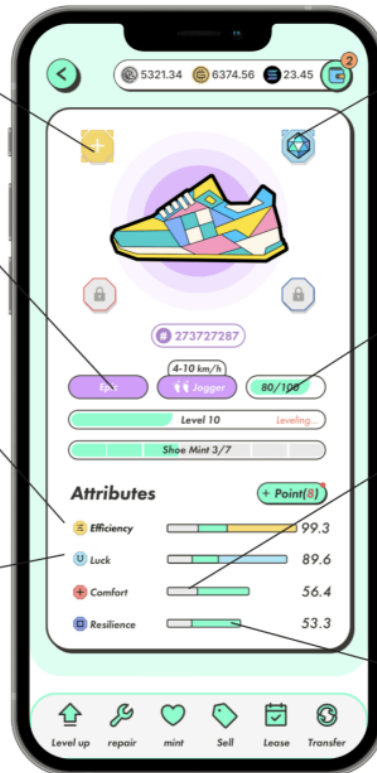 2
5321.34 6374.56 23.45
# 273727287
4-10 km/h
Epic Jogger 80/100
Level 10 Leveling...
Shoe Mint 3/7
Attributes + Point(8)
Efficiency 99.3
Luck 89.6
Comfort 56.4
Resilience 53.3
Level up repair mint Sell Lease Transfer